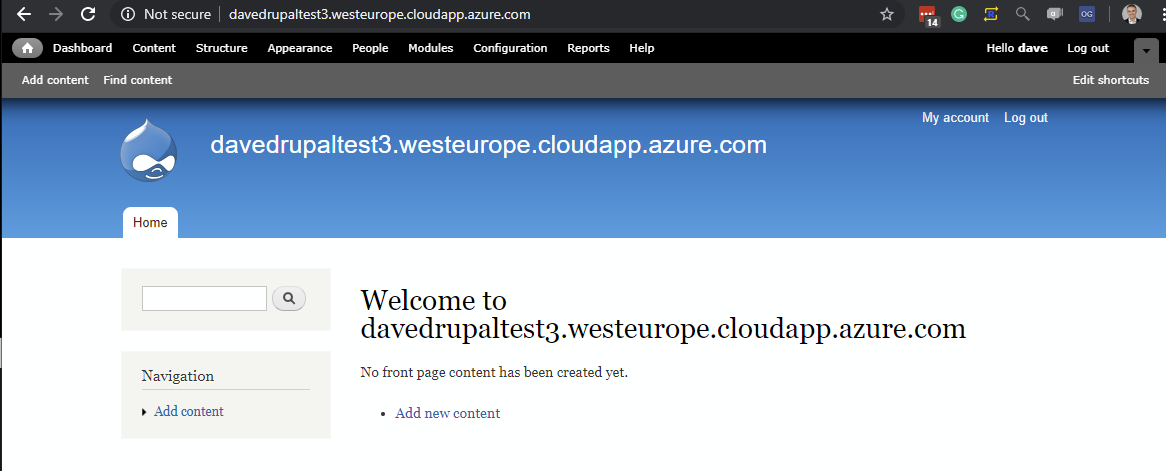 Not secure davedrupaltest3.westeurope.cloudapp.azure.com
14 R g OG
Dashboard Content Structure Appearance People Modules Configuration Reports Help Hello dave Log out
Add content Find content Edit shortcuts
My account Log out
davedrupaltest3.westeurope.cloudapp.azure.com
Home
Welcome to
davedrupaltest3.westeurope.cloudapp.azure.com
No front page content has been created yet.
Add new content
Navigation
Add content